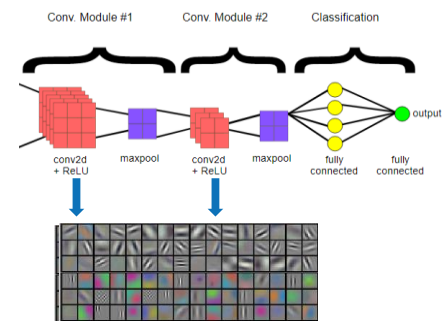 Conv. Module #1
Conv. Module #2
Classification
output
conv2d
+ ReLU
maxpool
conv2d
+ ReLU
maxpool
fully
connected
fully
connected